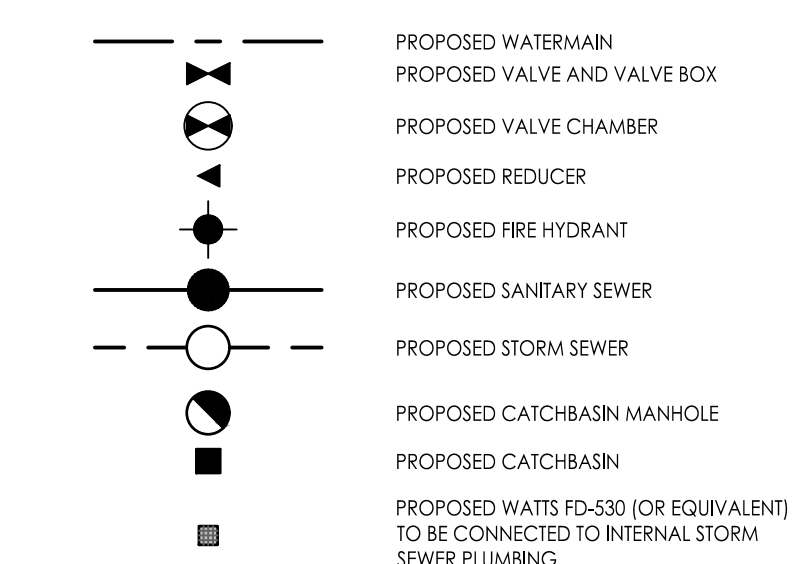 PROPOSED WATERMAIN
PROPOSED VALVE AND VALVE BOX
PROPOSED VALVE CHAMBER
PROPOSED REDUCER
PROPOSED FIRE HYDRANT
PROPOSED SANITARY SEWER
PROPOSED STORM SEWER
PROPOSED CATCHBASIN MANHOLE
PROPOSED CATCHBASIN
PROPOSED WATTS FD-530 (OR EQUIVALENT)
TO BE CONNECTED TO INTERNAL STORM
SEWER PLUMBING